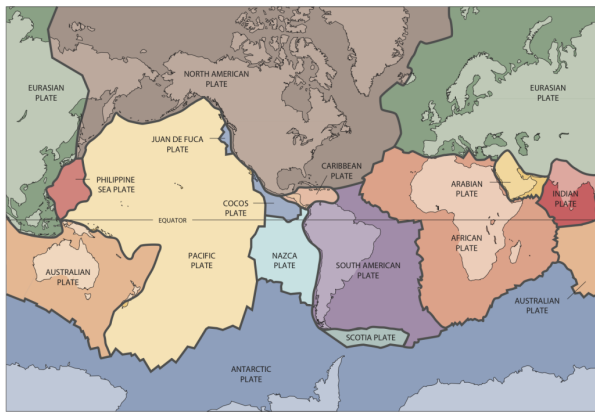 NORTH AMERICAN
PLATE
EURASIAN
PLATE
EURASIAN
PLATE
JUAN DE FUCA
PLATE
CARIBBEAN
PLATE
PHILIPPINE
SEA PLATE
ARABIAN
PLATE
INDIAN
PLATE
COCOS
PLATE
EQUATOR
AFRICAN
PLATE
PACIFIC
PLATE
NAZCA
PLATE
SOUTH AMERICAN
PLATE
AUSTRALIAN
PLATE
AUSTRALIAN
PLATE
SCOTIA PLATE
ANTARCTIC
PLATE